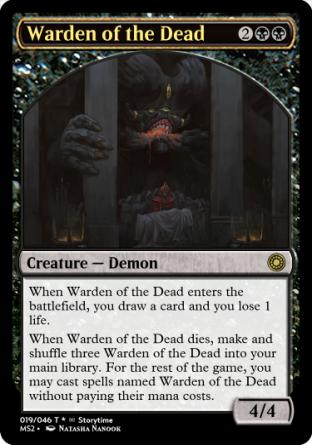 Warden of the Dead 2
Creature — Demon
When Warden of the Dead enters the
battlefield, you draw a card and you lose 1
life.
When Warden of the Dead dies, make and
shuffle three Warden of the Dead into your
main library. For the rest of the game, you
may cast spells named Warden of the Dead
without paying their mana costs.
4/4
019/046 T * ∞ Storytime
MS2 • Natasha Nanook